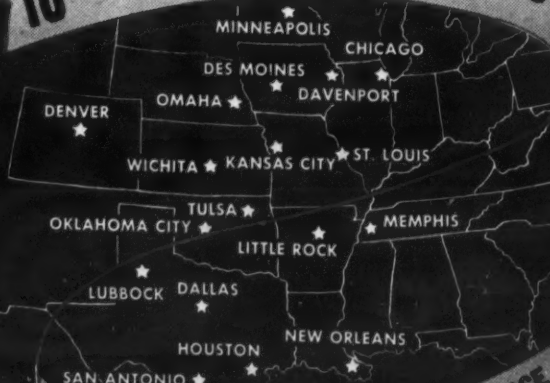 10
MINNEAPOLIS
CHICAGO
DES MOINES
DAVENPORT
OMAHA
DENVER
WICHITA
KANSAS CITY
ST. LOUIS
TULSA
OKLAHOMA CITY
MEMPHIS
LITTLE ROCK
LUBBOCK
DALLAS
NEW ORLEANS
HOUSTON
SAN ANTONIO